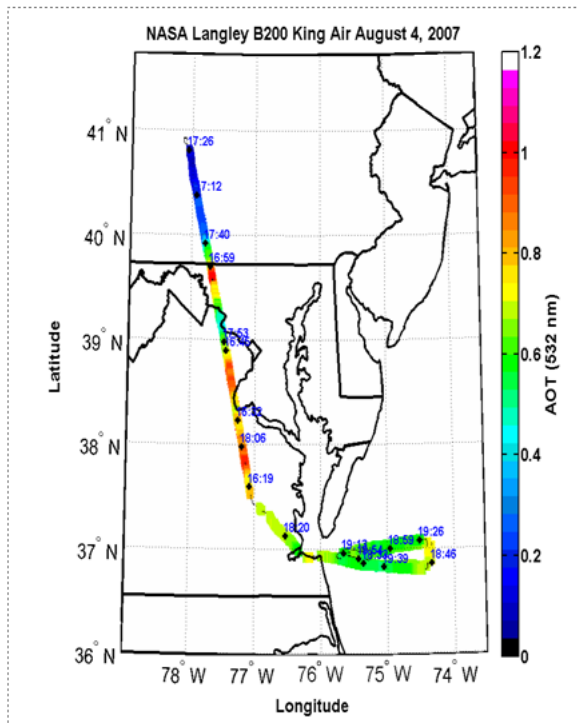 NASA Langley B200 King Air August 4, 2007
41° N
40° N
39° N
38° N
37° N
36° N
78° W
77° W
76° W
75° W
74° W
Latitude
Longitude
17:26
17:12
17:40
16:59
17:53
18:06
16:19
18:20
19:13
18:59
19:26
18:46
19:39
1.2
1
0.8
0.6
0.4
0.2
0
AOT (532 nm)